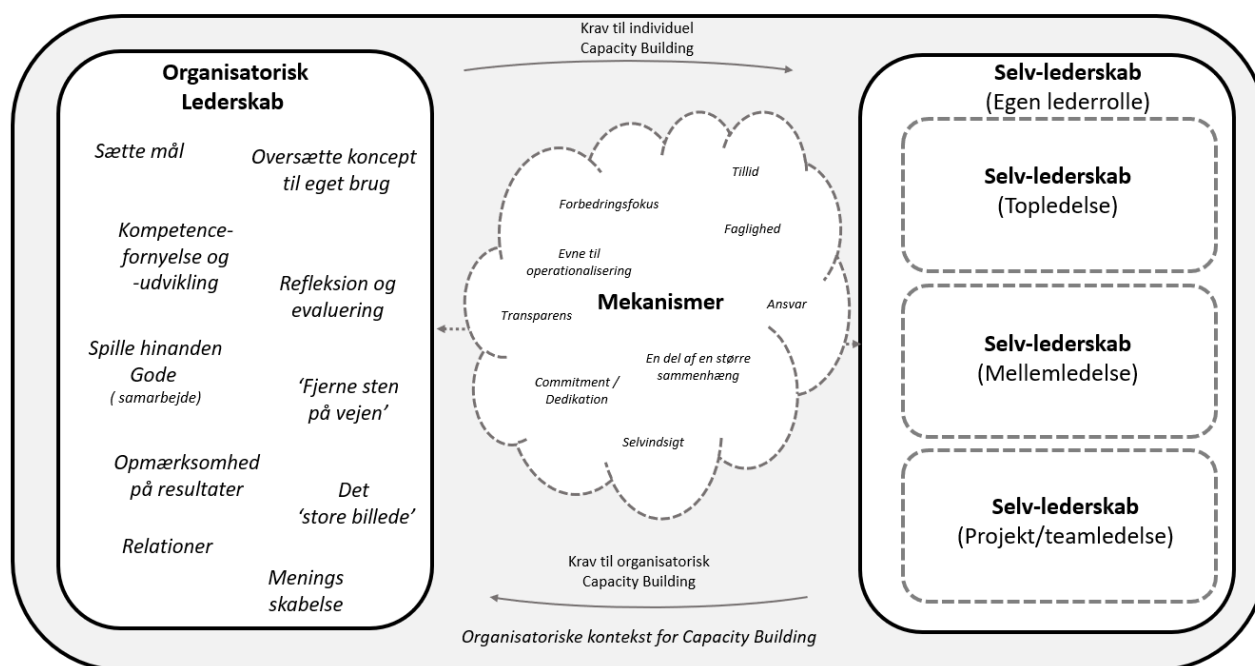 Krav til individuel
Capacity Building
Organisatorisk
Lederskab
Sætte mål
Oversætte koncept
til eget brug
Kompetence-
fornyelse og
-udvikling
Refleksion og
evaluering
Spille hinanden
Gode
( samarbejde)
‘Fjerne sten
på vejen’
Opmærksomhed
på resultater
Det
‘store billede’
Relationer
Menings
skabelse
Tillid
Forbedringsfokus
Faglighed
Evne til
operationalisering
Mekanismer
Ansvar
Transparens
En del af en større
sammenhæng
Commitment /
Dedikation
Selvindsigt
Selv-lederskab
(Egen lederrolle)
Selv-lederskab
(Topledelse)
Selv-lederskab
(Mellemledelse)
Selv-lederskab
(Projekt/teamledelse)
Krav til organisatorisk
Capacity Building
Organisatoriske kontekst for Capacity Building